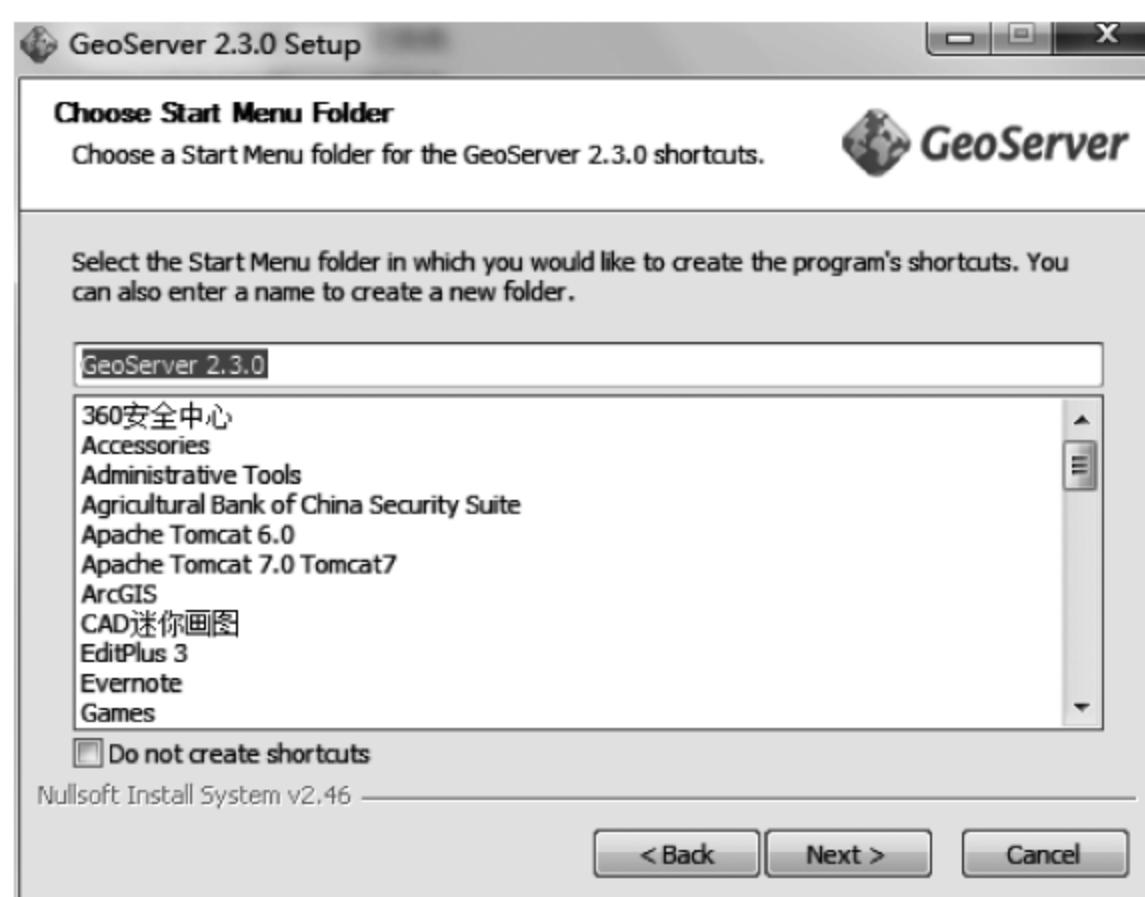 GeoServer 2.3.0 Setup
Choose Start Menu Folder
Choose a Start Menu folder for the GeoServer 2.3.0 shortcuts.
GeoServer
Select the Start Menu folder in which you would like to create the program's shortcuts. You
can also enter a name to create a new folder.
GeoServer 2.3.0
360安全中心
Accessories
Administrative Tools
Agricultural Bank of China Security Suite
Apache Tomcat 6.0
Apache Tomcat 7.0 Tomcat7
ArcGIS
CAD迷你画图
EditPlus 3
Evernote
Games
Do not create shortcuts
Nullsoft Install System v2.46
< Back
Next >
Cancel